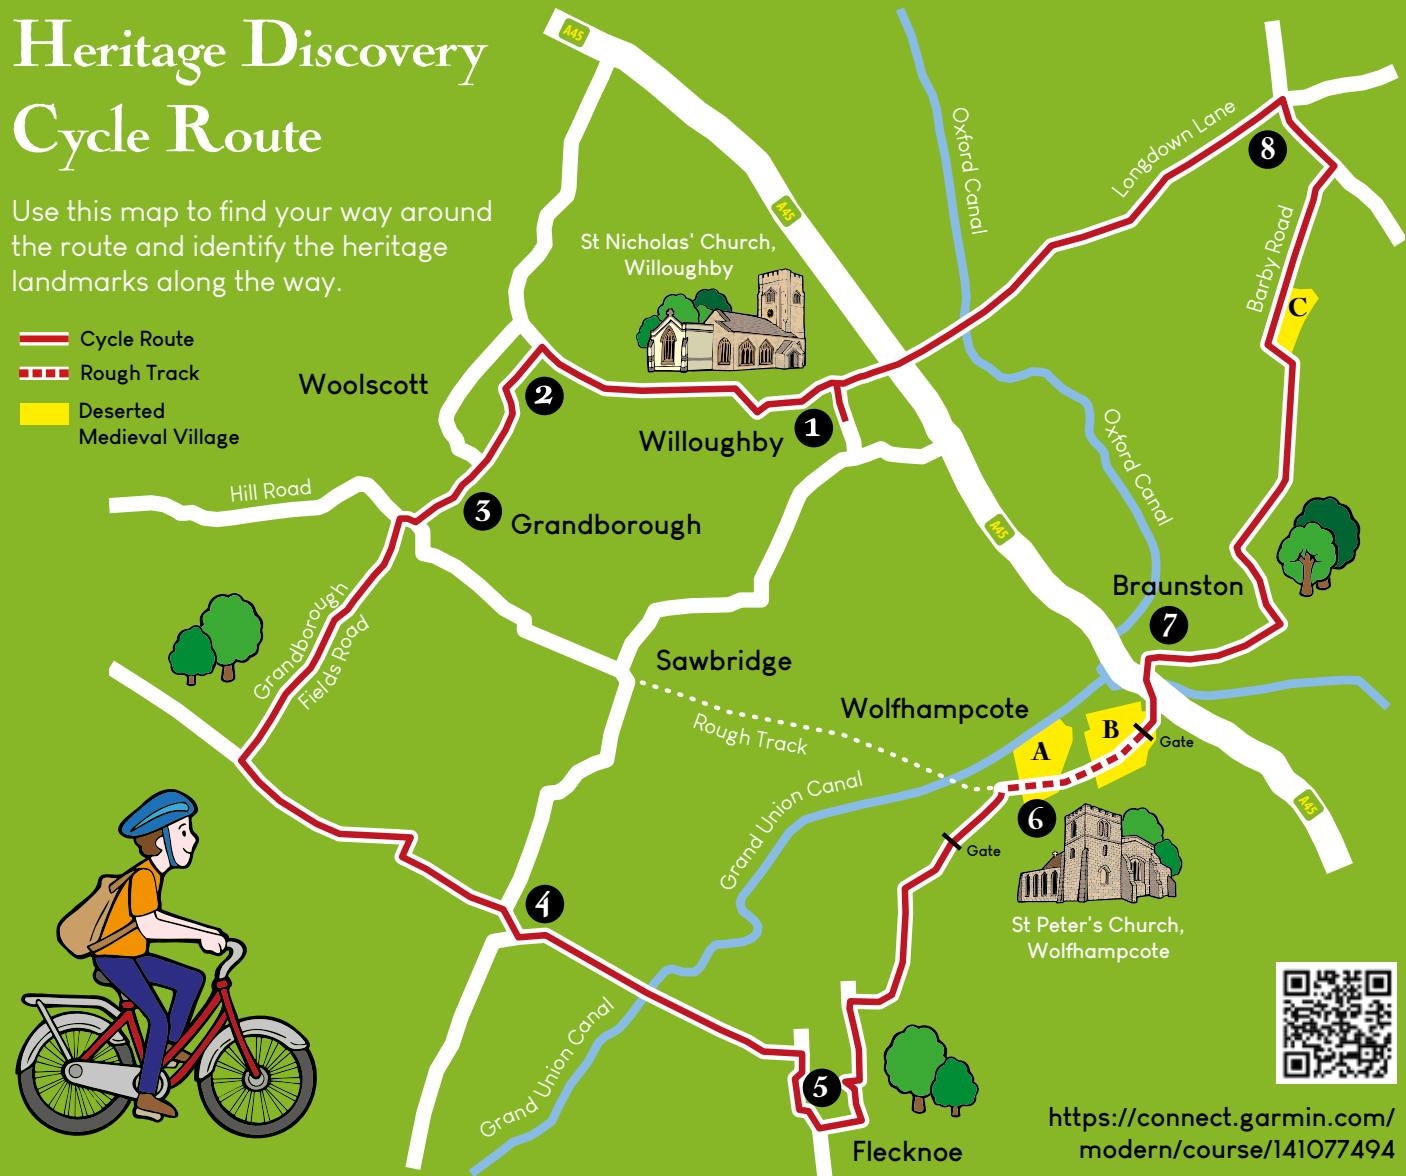 Heritage Discovery
Cycle Route
Use this map to find your way around
the route and identify the heritage
landmarks along the way.
Cycle Route
Rough Track
Deserted
Medieval Village
A45
A45
A45
A45
Oxford Canal
Longdown Lane
8
Barby Road
C
St Nicholas' Church,
Willoughby
Woolscott
2
Willoughby
1
Oxford Canal
Hill Road
3
Grandborough
Braunston
7
Grandborough
Fields Road
Sawbridge
Wolfhampcote
Rough Track
A
B
Gate
Grand Union Canal
6
Gate
4
St Peter's Church,
Wolfhampcote
Grand Union Canal
5
Flecknoe
https://connect.garmin.com/
modern/course/141077494